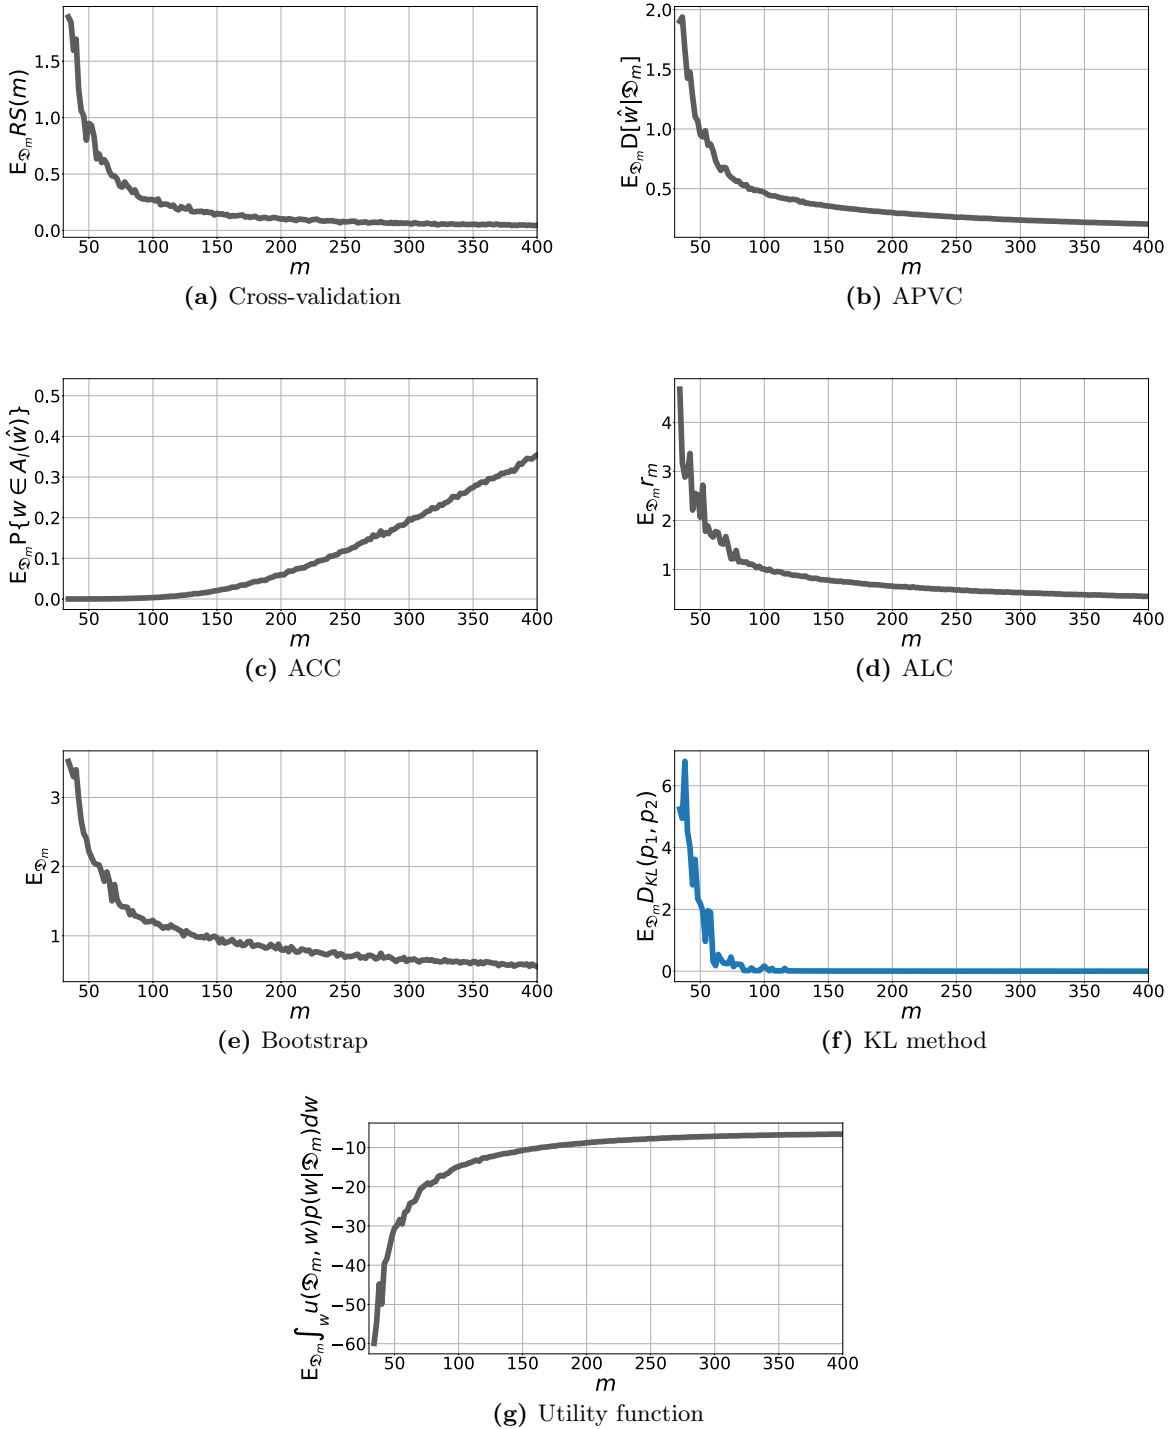 E𝔇ₘRS(m)
0.0
0.5
1.0
1.5
50 100 150 200 250 300 350 400
m
(a) Cross-validation
E𝔇ₘD[ŵ|𝔇ₘ]
0.5
1.0
1.5
2.0
50 100 150 200 250 300 350 400
m
(b) APVC
E𝔇ₘP{w ∈ Aₗ(ŵ)}
0.0
0.1
0.2
0.3
0.4
0.5
50 100 150 200 250 300 350 400
m
(c) ACC
E𝔇ₘrₘ
1
2
3
4
50 100 150 200 250 300 350 400
m
(d) ALC
E𝔇ₘ
1
2
3
50 100 150 200 250 300 350 400
m
(e) Bootstrap
E𝔇ₘD_{KL}(p₁, p₂)
0
2
4
6
50 100 150 200 250 300 350 400
m
(f) KL method
E𝔇ₘ∫_w u(𝔇ₘ, w)p(w|𝔇ₘ)dw
−60
−50
−40
−30
−20
−10
50 100 150 200 250 300 350 400
m
(g) Utility function